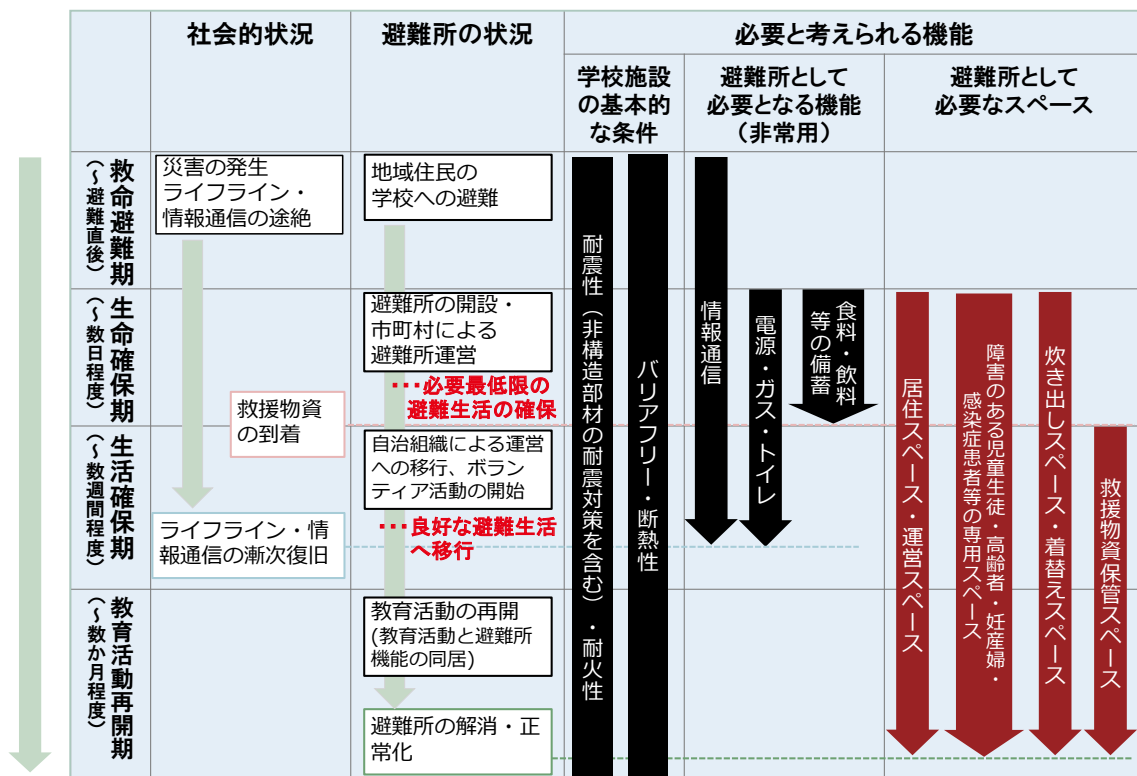 社会的状況
避難所の状況
必要と考えられる機能
学校施設
の基本的
な条件
避難所として
必要となる機能
（非常用）
避難所として
必要なスペース
救命避難期
（～避難直後）
災害の発生
ライフライン・
情報通信の途絶
地域住民の
学校への避難
生命確保期
（～数日程度）
避難所の開設・
市町村による
避難所運営
・・・必要最低限の
避難生活の確保
救援物資
の到着
生活確保期
（～数週間程度）
自治組織による運営
への移行、ボラン
ティア活動の開始
・・・良好な避難生活
へ移行
ライフライン・情
報通信の漸次復旧
教育活動再開期
（～数か月程度）
教育活動の再開
(教育活動と避難所
機能の同居)
避難所の解消・正
常化
耐震性（非構造部材の耐震対策を含む）・耐火性
バリアフリー・断熱性
情報通信
電源・ガス・トイレ
食料・飲料
等の備蓄
居住スペース・運営スペース
障害のある児童生徒・高齢者・妊産婦・
感染症患者等の専用スペース
炊き出しスペース・着替えスペース
救援物資保管スペース